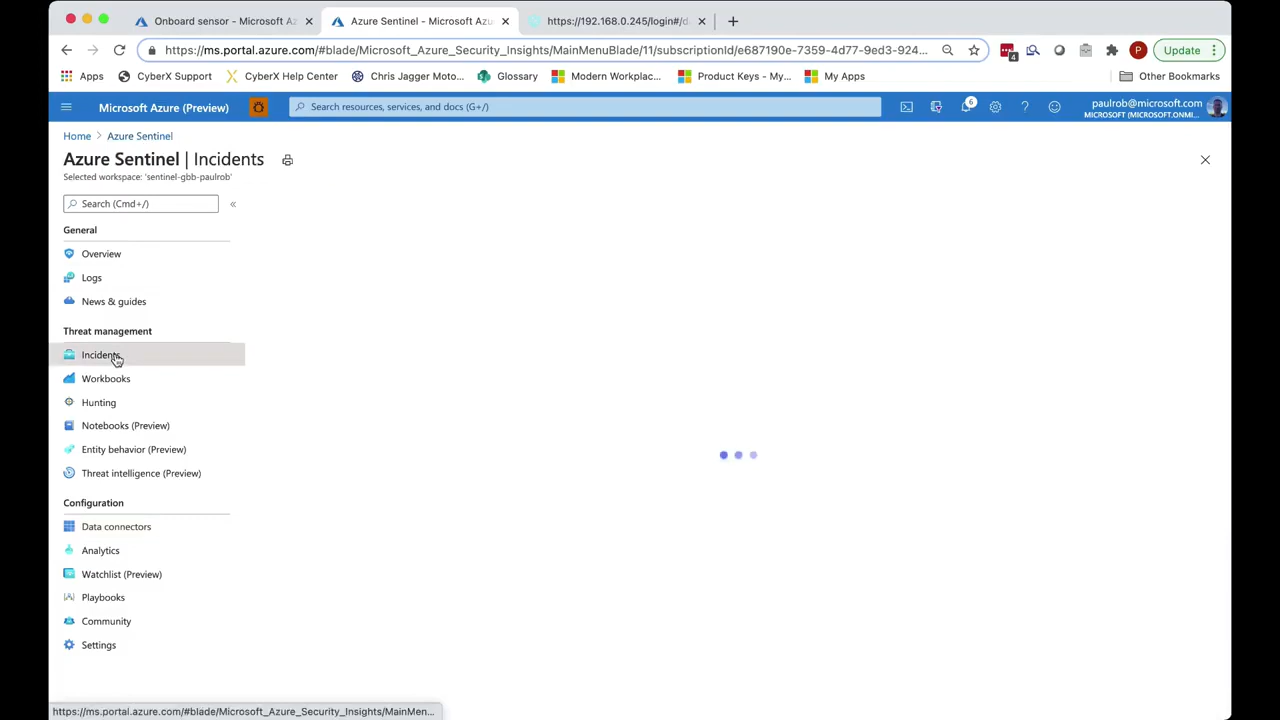 Onboard sensor - Microsoft Az
Azure Sentinel - Microsoft Azu
https://192.168.0.245/login#/d
https://ms.portal.azure.com/#blade/Microsoft_Azure_Security_Insights/MainMenuBlade/11/subscriptionId/e687190e-7359-4d77-9ed3-924...
4
P
Update
Apps
CyberX Support
CyberX Help Center
Chris Jagger Moto...
Glossary
Modern Workplac...
Product Keys - My...
My Apps
Other Bookmarks
Microsoft Azure (Preview)
Search resources, services, and docs (G+/)
6
paulrob@microsoft.com
MICROSOFT (MICROSOFT.ONMI...
Home > Azure Sentinel
Azure Sentinel | Incidents
Selected workspace: 'sentinel-gbb-paulrob'
Search (Cmd+/)
«
General
Overview
Logs
News & guides
Threat management
Incidents
Workbooks
Hunting
Notebooks (Preview)
Entity behavior (Preview)
Threat intelligence (Preview)
Configuration
Data connectors
Analytics
Watchlist (Preview)
Playbooks
Community
Settings
https://ms.portal.azure.com/#blade/Microsoft_Azure_Security_Insights/MainMen...